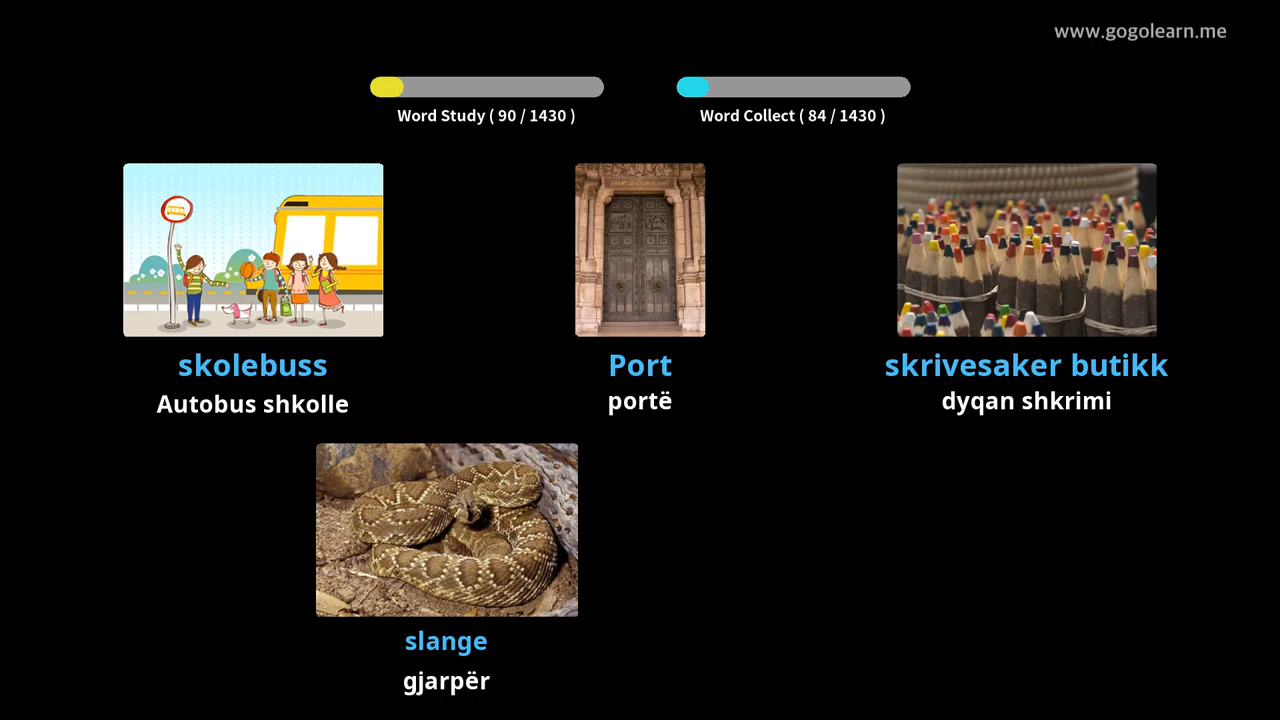 www.gogolearn.me
Word Study ( 90 / 1430 )
Word Collect ( 84 / 1430 )
skolebuss
Autobus shkolle
Port
portë
skrivesaker butikk
dyqan shkrimi
slange
gjarpër